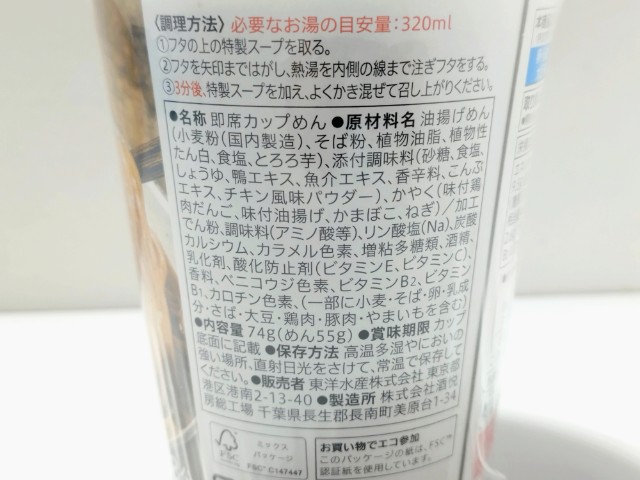 〈調理方法〉必要なお湯の目安量：320ml
①フタの上の特製スープを取る。
②フタを矢印まではがし、熱湯を内側の線まで注ぎフタをする。
③3分後、特製スープを加え、よくかき混ぜて召し上がりください。
●名称 即席カップめん ●原材料名 油揚げめん
(小麦粉(国内製造)、そば粉、植物油脂、植物性
たん白、食塩、とろろ芋)、添付調味料(砂糖、食塩、
しょうゆ、鴨エキス、魚介エキス、香辛料、こんぶ
エキス、チキン風味パウダー)、かやく(味付鶏
肉だんご、味付油揚げ、かまぼこ、ねぎ)/加工
でん粉、調味料(アミノ酸等)、リン酸塩(Na)、炭酸
カルシウム、カラメル色素、増粘多糖類、酒精、
乳化剤、酸化防止剤(ビタミンE、ビタミンC)、
香料、ベニコウジ色素、ビタミンB2、ビタミン
B1、カロチン色素、(一部に小麦・そば・卵・乳成
分・さば・大豆・鶏肉・豚肉・やまいもを含む)
●内容量 74g(めん55g) ●賞味期限 カップ
底面に記載 ●保存方法 高温多湿やにおいの
強い場所、直射日光をさけて、常温で保存して
ください。●販売者 東洋水産株式会社 東京都
港区港南2-13-40 ●製造所 株式会社酒悦
房総工場 千葉県長生郡長南町美原台1-34
FSC
ミックス
パッケージ
FSC® C147447
お買い物でエコ参加
このパッケージの紙は、FSC™
認証紙を使用しています。